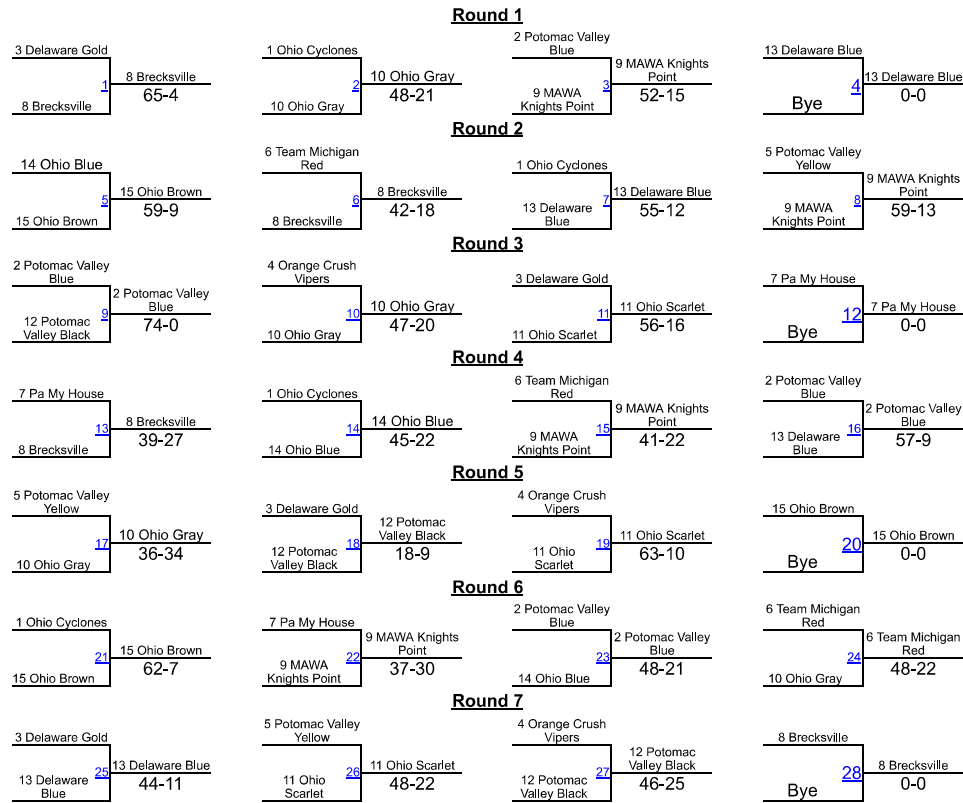 Round 1
3 Delaware Gold
8 Brecksville
1
8 Brecksville
65-4
1 Ohio Cyclones
10 Ohio Gray
2
10 Ohio Gray
48-21
2 Potomac Valley
Blue
9 MAWA
Knights Point
3
9 MAWA Knights
Point
52-15
13 Delaware Blue
Bye
4
13 Delaware Blue
0-0
Round 2
14 Ohio Blue
15 Ohio Brown
5
15 Ohio Brown
59-9
6 Team Michigan
Red
8 Brecksville
6
8 Brecksville
42-18
1 Ohio Cyclones
13 Delaware
Blue
7
13 Delaware Blue
55-12
5 Potomac Valley
Yellow
9 MAWA
Knights Point
8
9 MAWA Knights
Point
59-13
Round 3
2 Potomac Valley
Blue
12 Potomac
Valley Black
9
2 Potomac Valley
Blue
74-0
4 Orange Crush
Vipers
10 Ohio Gray
10
10 Ohio Gray
47-20
3 Delaware Gold
11 Ohio Scarlet
11
11 Ohio Scarlet
56-16
7 Pa My House
Bye
12
7 Pa My House
0-0
Round 4
7 Pa My House
8 Brecksville
13
8 Brecksville
39-27
1 Ohio Cyclones
14 Ohio Blue
14
14 Ohio Blue
45-22
6 Team Michigan
Red
9 MAWA
Knights Point
15
9 MAWA Knights
Point
41-22
2 Potomac Valley
Blue
13 Delaware
Blue
16
2 Potomac Valley
Blue
57-9
Round 5
5 Potomac Valley
Yellow
10 Ohio Gray
17
10 Ohio Gray
36-34
3 Delaware Gold
12 Potomac
Valley Black
18
12 Potomac
Valley Black
18-9
4 Orange Crush
Vipers
11 Ohio
Scarlet
19
11 Ohio Scarlet
63-10
15 Ohio Brown
Bye
20
15 Ohio Brown
0-0
Round 6
1 Ohio Cyclones
15 Ohio Brown
21
15 Ohio Brown
62-7
7 Pa My House
9 MAWA
Knights Point
22
9 MAWA Knights
Point
37-30
2 Potomac Valley
Blue
14 Ohio Blue
23
2 Potomac Valley
Blue
48-21
6 Team Michigan
Red
10 Ohio Gray
24
6 Team Michigan
Red
48-22
Round 7
3 Delaware Gold
13 Delaware
Blue
25
13 Delaware Blue
44-11
5 Potomac Valley
Yellow
11 Ohio
Scarlet
26
11 Ohio Scarlet
48-22
4 Orange Crush
Vipers
12 Potomac
Valley Black
27
12 Potomac
Valley Black
46-25
8 Brecksville
Bye
28
8 Brecksville
0-0